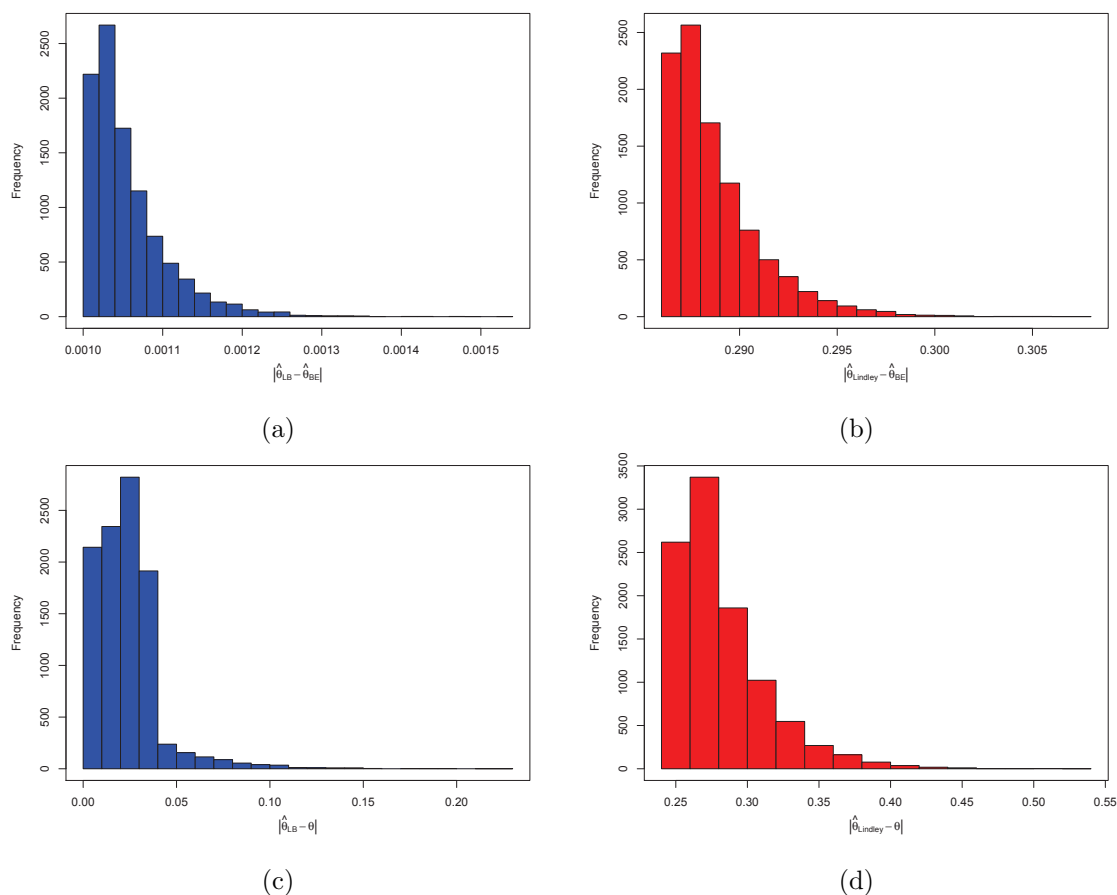 Frequency
0 500 1000 1500 2000 2500
0.0010 0.0011 0.0012 0.0013 0.0014 0.0015
|θ̂LB − θ̂BE|
(a)
Frequency
0 500 1000 1500 2000 2500
0.290 0.295 0.300 0.305
|θ̂Lindley − θ̂BE|
(b)
Frequency
0 500 1000 1500 2000 2500
0.00 0.05 0.10 0.15 0.20
|θ̂LB − θ|
(c)
Frequency
0 500 1000 1500 2000 2500 3000 3500
0.25 0.30 0.35 0.40 0.45 0.50 0.55
|θ̂Lindley − θ|
(d)